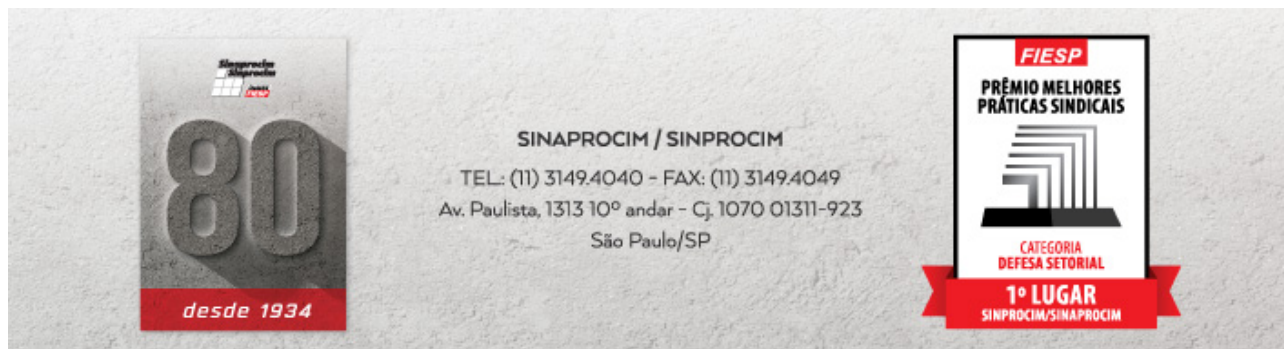 Sinaprocim
Sinprocim
FIESP
80
desde 1934
SINAPROCIM / SINPROCIM
TEL.: (11) 3149.4040 - FAX: (11) 3149.4049
Av. Paulista, 1313 10º andar - Cj. 1070 01311-923
São Paulo/SP
FIESP
PRÊMIO MELHORES
PRÁTICAS SINDICAIS
CATEGORIA
DEFESA SETORIAL
1º LUGAR
SINPROCIM/SINAPROCIM